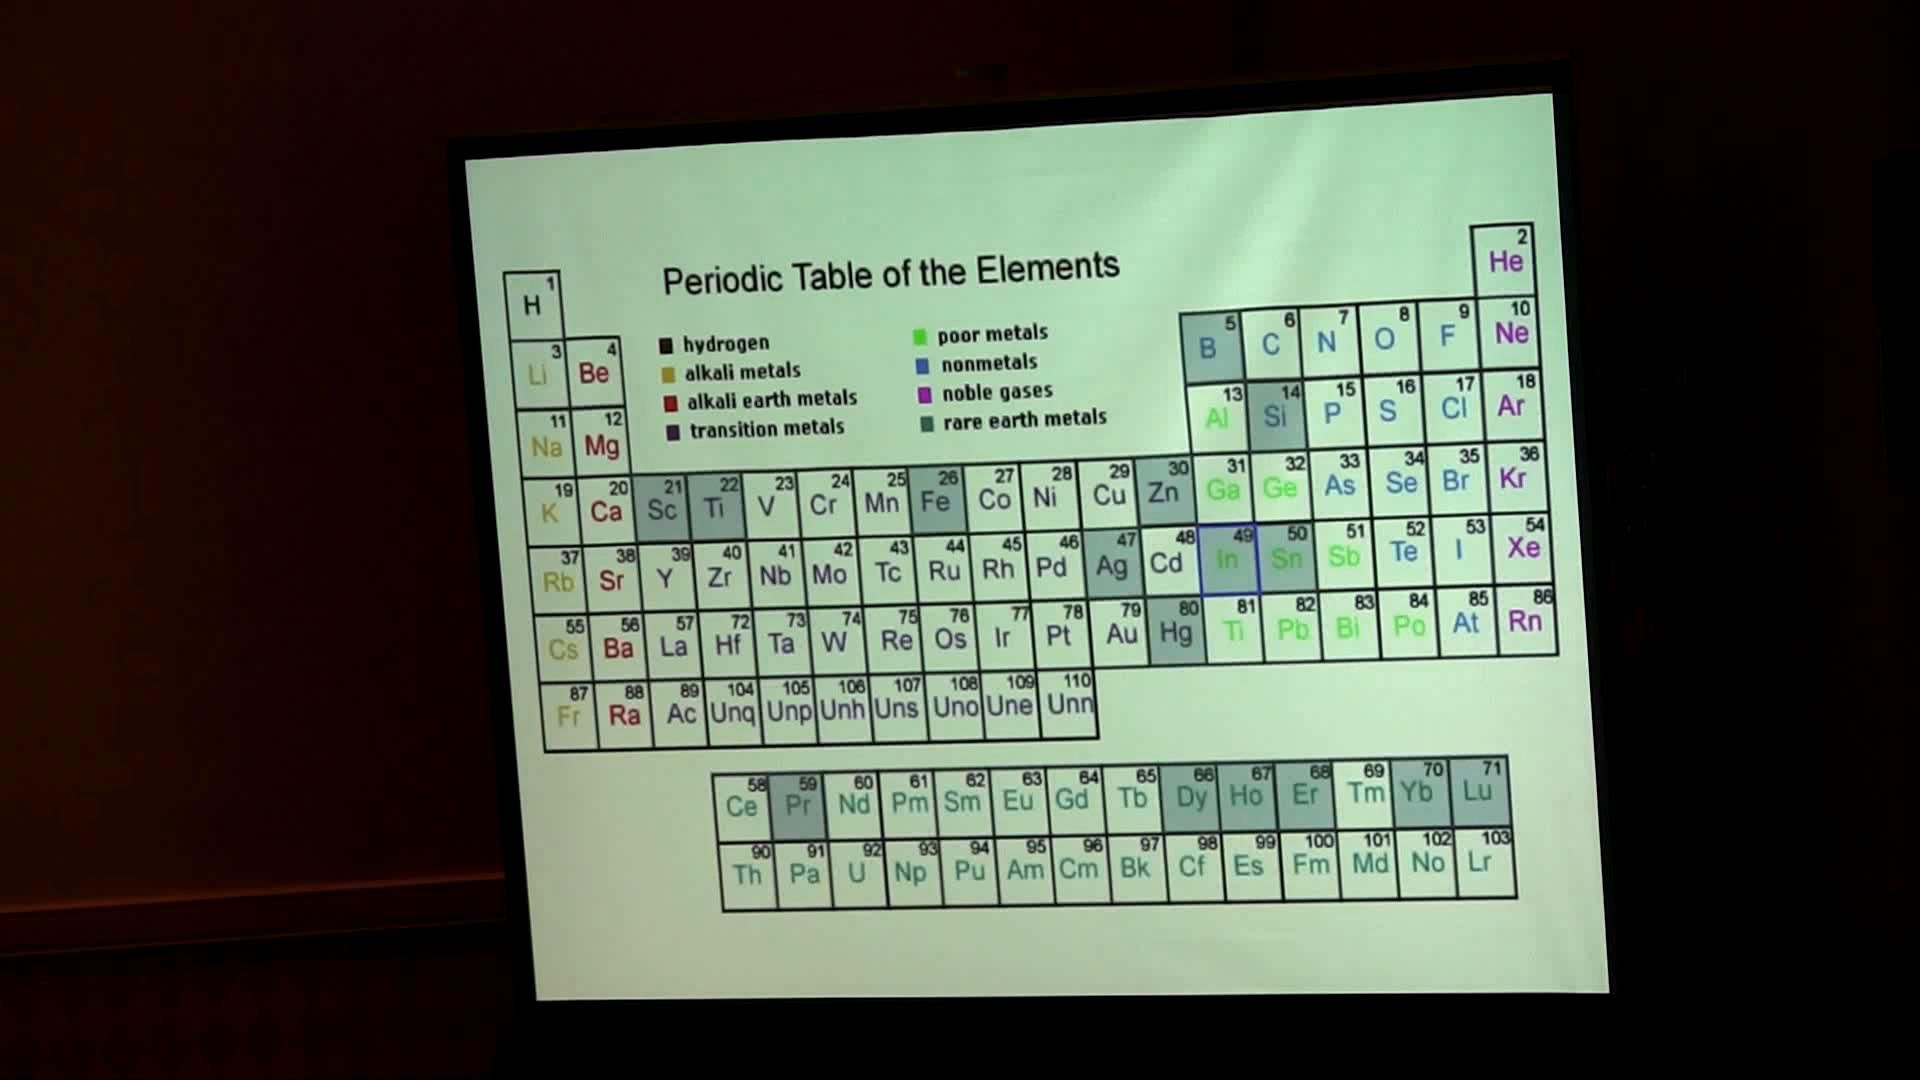 Periodic Table of the Elements
hydrogen
alkali metals
alkali earth metals
transition metals
poor metals
nonmetals
noble gases
rare earth metals
1 H 2 He
3 Li 4 Be 5 B 6 C 7 N 8 O 9 F 10 Ne
11 Na 12 Mg 13 Al 14 Si 15 P 16 S 17 Cl 18 Ar
19 K 20 Ca 21 Sc 22 Ti 23 V 24 Cr 25 Mn 26 Fe 27 Co 28 Ni 29 Cu 30 Zn 31 Ga 32 Ge 33 As 34 Se 35 Br 36 Kr
37 Rb 38 Sr 39 Y 40 Zr 41 Nb 42 Mo 43 Tc 44 Ru 45 Rh 46 Pd 47 Ag 48 Cd 49 In 50 Sn 51 Sb 52 Te 53 I 54 Xe
55 Cs 56 Ba 57 La 72 Hf 73 Ta 74 W 75 Re 76 Os 77 Ir 78 Pt 79 Au 80 Hg 81 Ti 82 Pb 83 Bi 84 Po 85 At 86 Rn
87 Fr 88 Ra 89 Ac 104 Unq 105 Unp 106 Unh 107 Uns 108 Uno 109 Une 110 Unn
58 Ce 59 Pr 60 Nd 61 Pm 62 Sm 63 Eu 64 Gd 65 Tb 66 Dy 67 Ho 68 Er 69 Tm 70 Yb 71 Lu
90 Th 91 Pa 92 U 93 Np 94 Pu 95 Am 96 Cm 97 Bk 98 Cf 99 Es 100 Fm 101 Md 102 No 103 Lr